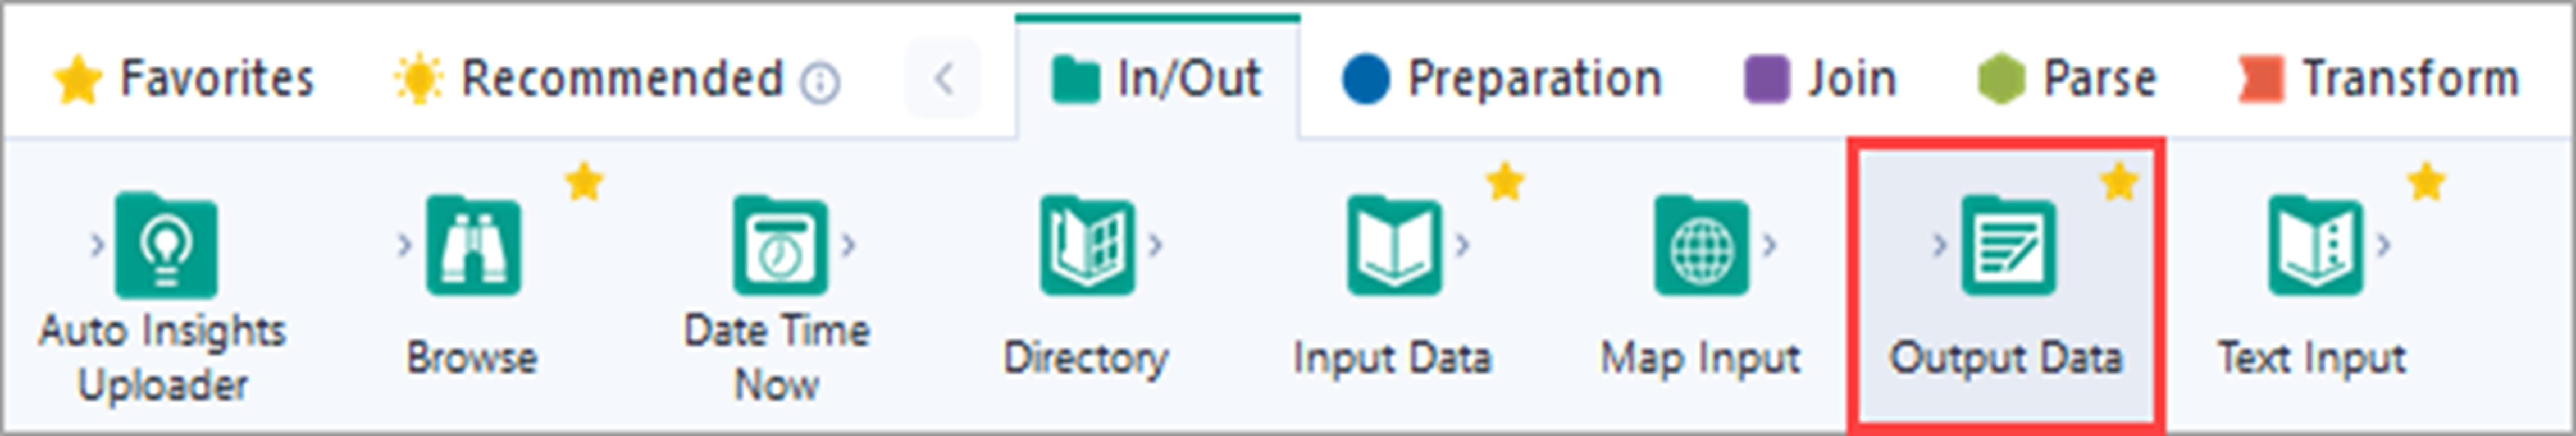 Favorites Recommended In/Out Preparation Join Parse Transform
Auto Insights Uploader
Browse
Date Time Now
Directory
Input Data
Map Input
Output Data
Text Input